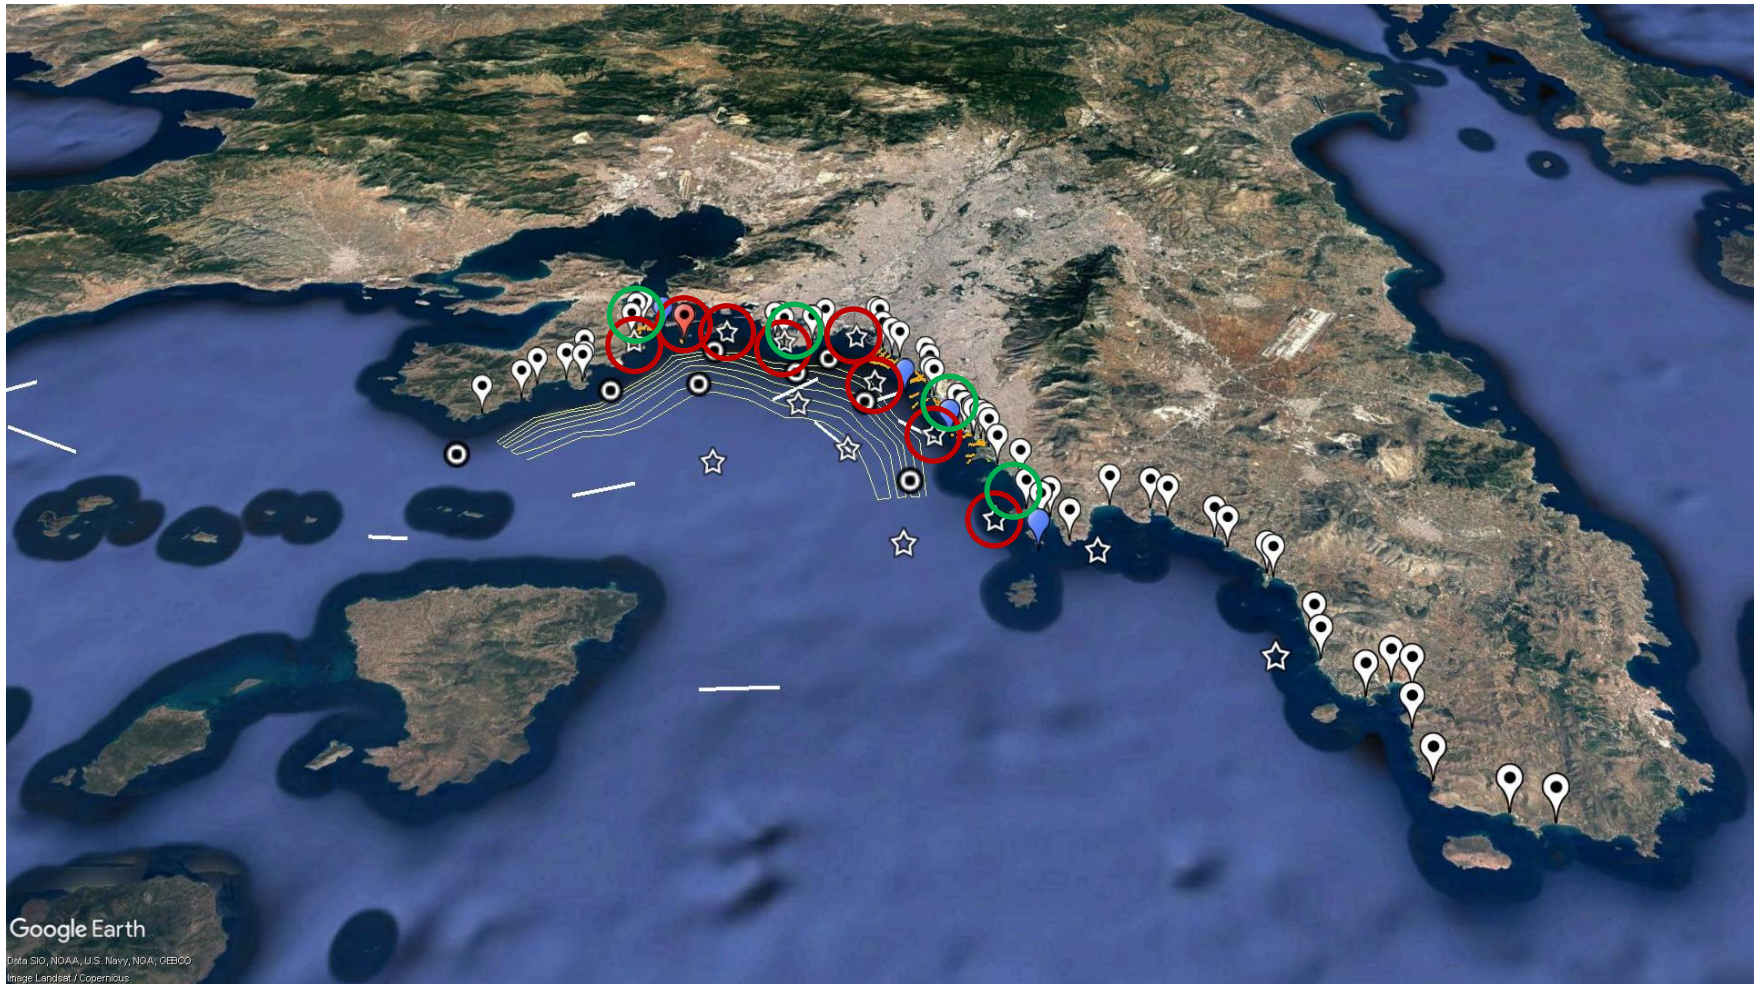 Google Earth
Data SIO, NOAA, U.S. Navy, NGA, GEBCO
Image Landsat / Copernicus